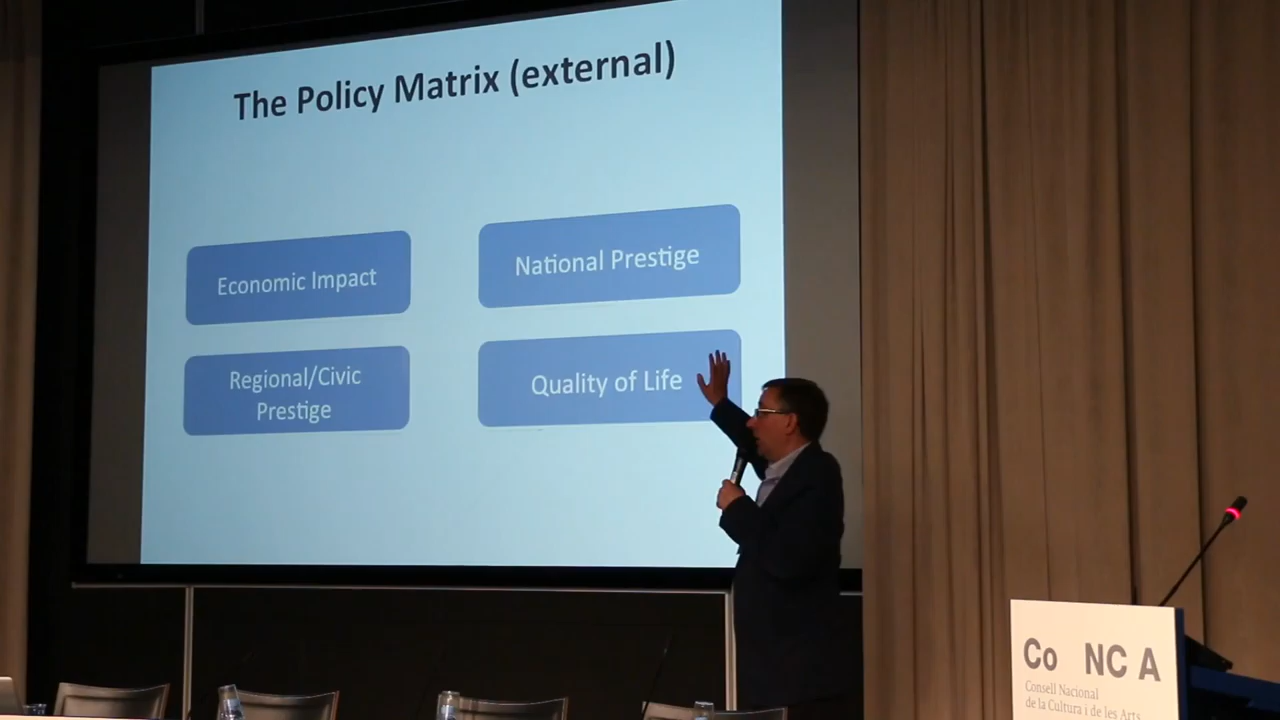 The Policy Matrix (external)
Economic Impact
National Prestige
Regional/Civic
Prestige
Quality of Life
Co NC A
Consell Nacional
de la Cultura i de les Arts